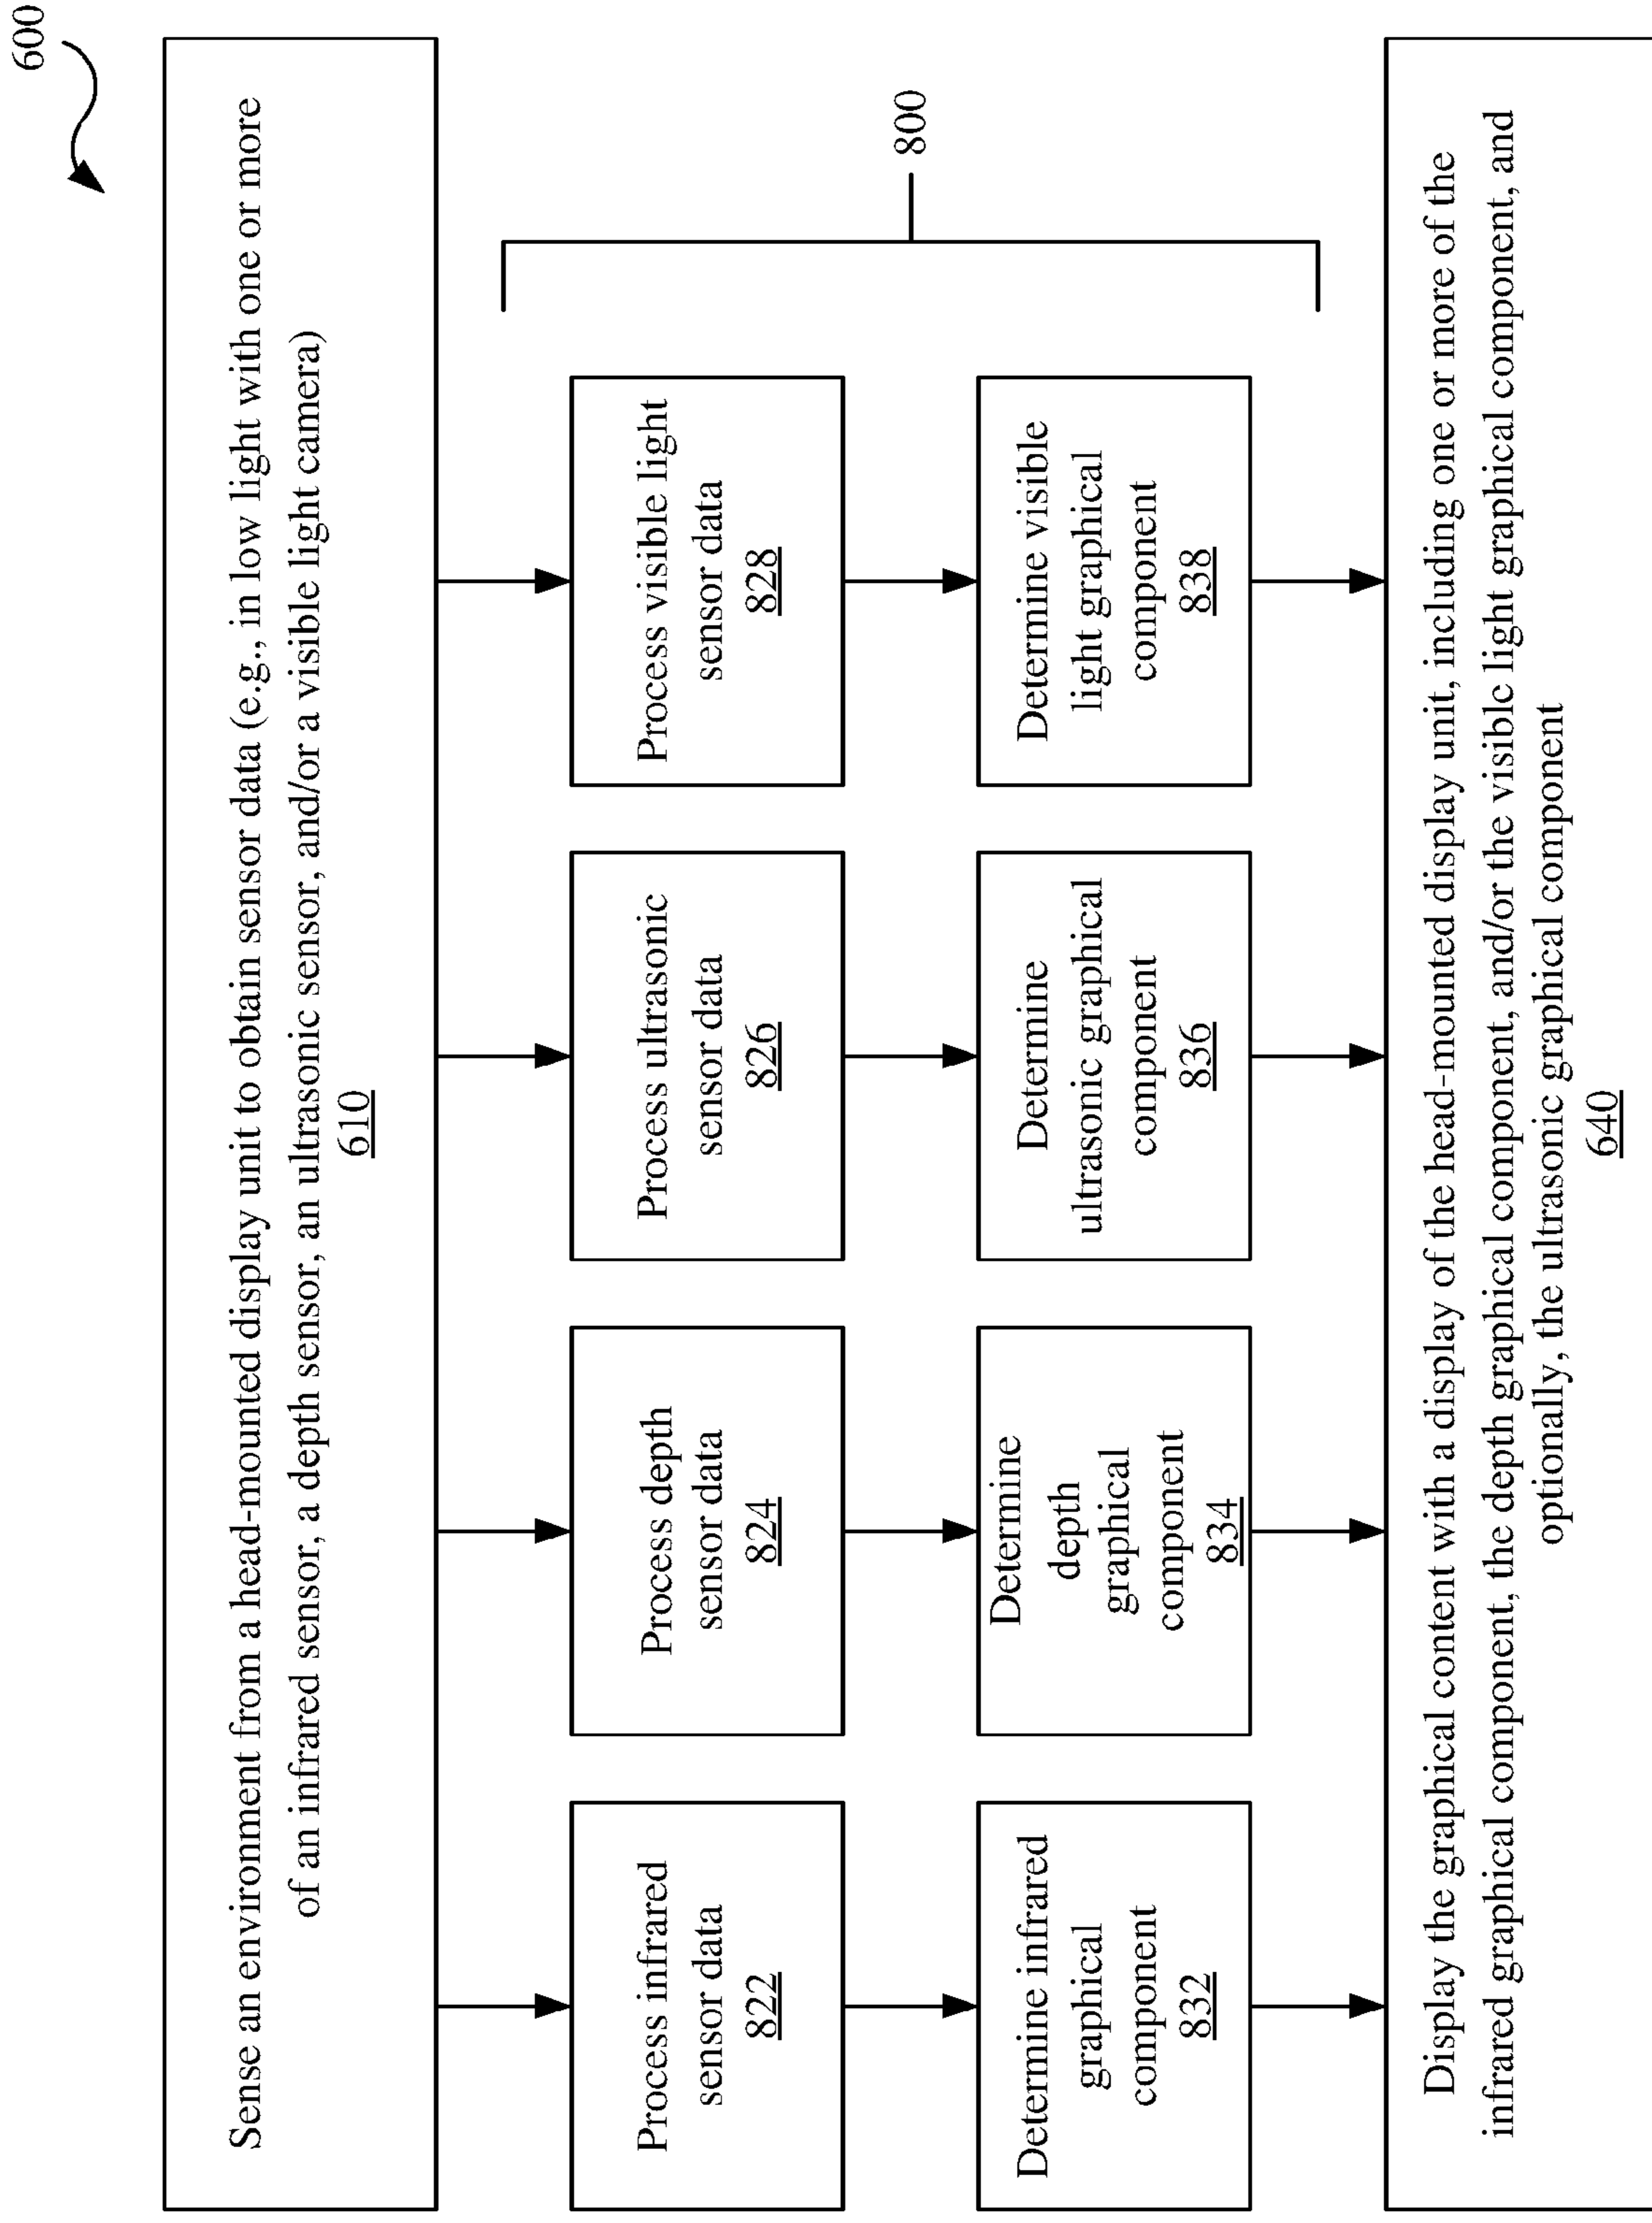 600
Sense an environment from a head-mounted display unit to obtain sensor data (e.g., in low light with one or more
of an infrared sensor, a depth sensor, an ultrasonic sensor, and/or a visible light camera)
610
Process infrared
sensor data
822
Process depth
sensor data
824
Process ultrasonic
sensor data
826
Process visible light
sensor data
828
800
Determine infrared
graphical
component
832
Determine
depth
graphical
component
834
Determine
ultrasonic graphical
component
836
Determine visible
light graphical
component
838
Display the graphical content with a display of the head-mounted display unit, including one or more of the
infrared graphical component, the depth graphical component, and/or the visible light graphical component, and
optionally, the ultrasonic graphical component
640